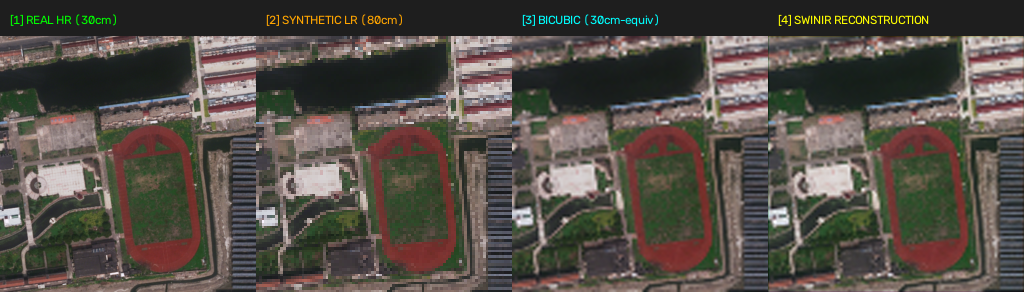 [1] REAL HR (30cm)
[2] SYNTHETIC LR (80cm)
[3] BICUBIC (30cm-equiv)
[4] SWINIR RECONSTRUCTION